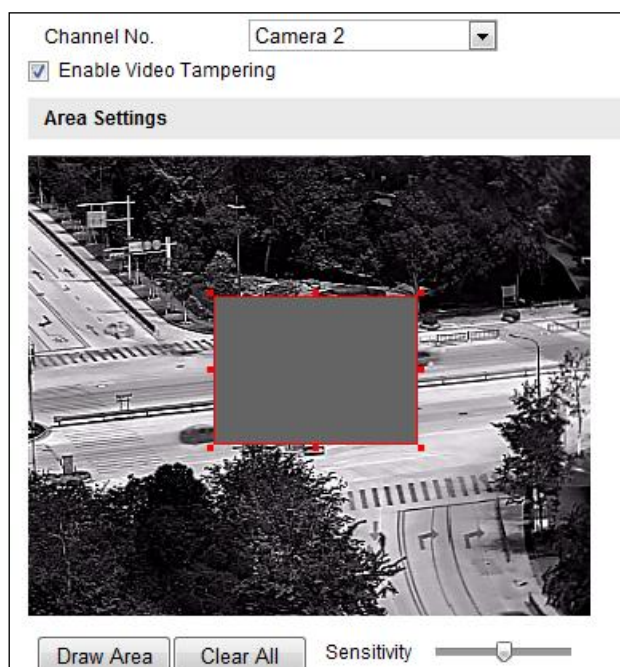 Channel No. Camera 2
Enable Video Tampering
Area Settings
Draw Area Clear All Sensitivity